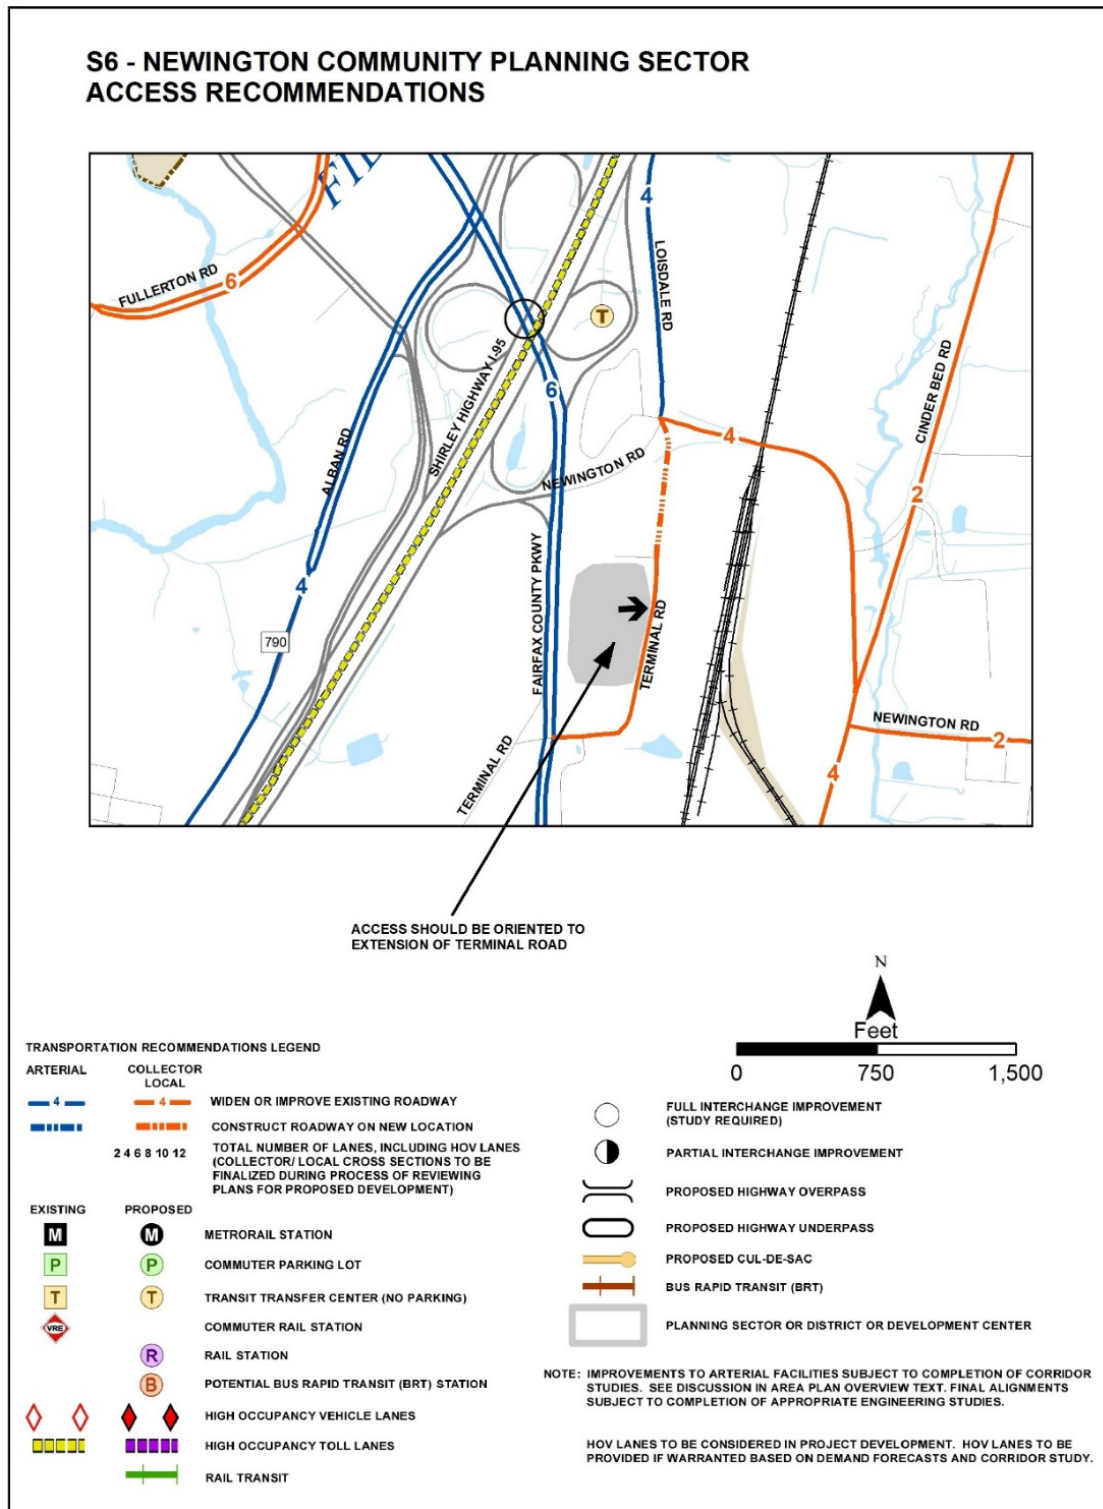 S6 - NEWINGTON COMMUNITY PLANNING SECTOR
ACCESS RECOMMENDATIONS
4
LOISDALE RD
FULLERTON RD
6
T
SHIRLEY HIGHWAY I-95
CINDER BED RD
6
ALBAN RD
4
NEWINGTON RD
2
FAIRFAX COUNTY PKWY
4
790
TERMINAL RD
NEWINGTON RD
2
TERMINAL RD
4
ACCESS SHOULD BE ORIENTED TO
EXTENSION OF TERMINAL ROAD
N
Feet
0 750 1,500
TRANSPORTATION RECOMMENDATIONS LEGEND
ARTERIAL COLLECTOR
LOCAL
4 4 WIDEN OR IMPROVE EXISTING ROADWAY
CONSTRUCT ROADWAY ON NEW LOCATION
2 4 6 8 10 12 TOTAL NUMBER OF LANES, INCLUDING HOV LANES
(COLLECTOR/ LOCAL CROSS SECTIONS TO BE
FINALIZED DURING PROCESS OF REVIEWING
PLANS FOR PROPOSED DEVELOPMENT)
EXISTING PROPOSED
M M METRORAIL STATION
P P COMMUTER PARKING LOT
T T TRANSIT TRANSFER CENTER (NO PARKING)
VRE COMMUTER RAIL STATION
R RAIL STATION
B POTENTIAL BUS RAPID TRANSIT (BRT) STATION
HIGH OCCUPANCY VEHICLE LANES
HIGH OCCUPANCY TOLL LANES
RAIL TRANSIT
FULL INTERCHANGE IMPROVEMENT
(STUDY REQUIRED)
PARTIAL INTERCHANGE IMPROVEMENT
PROPOSED HIGHWAY OVERPASS
PROPOSED HIGHWAY UNDERPASS
PROPOSED CUL-DE-SAC
BUS RAPID TRANSIT (BRT)
PLANNING SECTOR OR DISTRICT OR DEVELOPMENT CENTER
NOTE: IMPROVEMENTS TO ARTERIAL FACILITIES SUBJECT TO COMPLETION OF CORRIDOR
STUDIES. SEE DISCUSSION IN AREA PLAN OVERVIEW TEXT. FINAL ALIGNMENTS
SUBJECT TO COMPLETION OF APPROPRIATE ENGINEERING STUDIES.
HOV LANES TO BE CONSIDERED IN PROJECT DEVELOPMENT. HOV LANES TO BE
PROVIDED IF WARRANTED BASED ON DEMAND FORECASTS AND CORRIDOR STUDY.